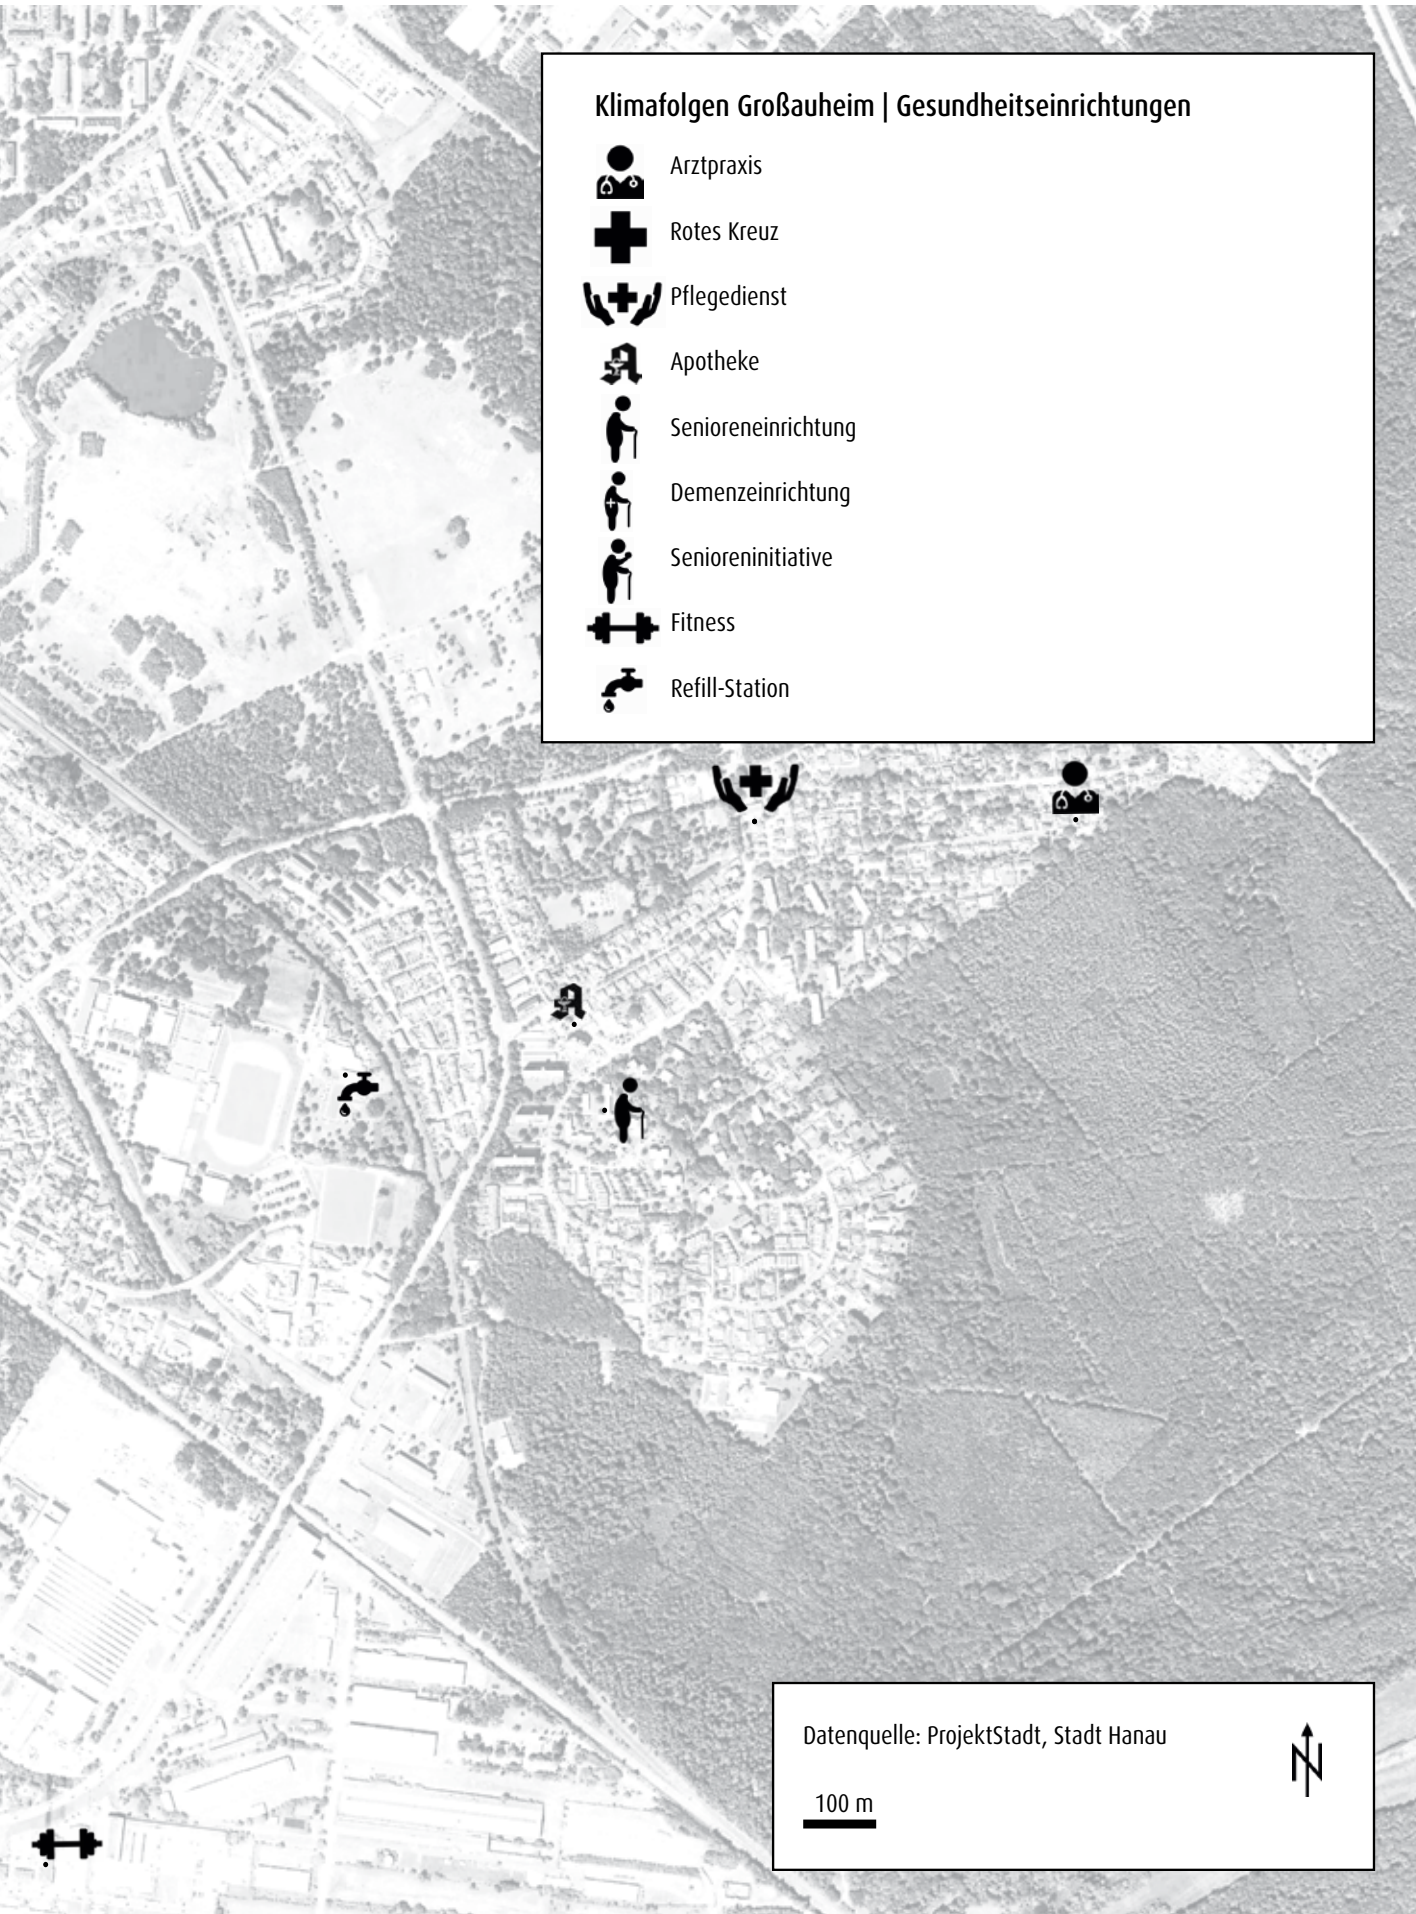 Klimafolgen Großauheim | Gesundheitseinrichtungen
Arztpraxis
Rotes Kreuz
Pflegedienst
Apotheke
Senioreneinrichtung
Demenzeinrichtung
Senioreninitiative
Fitness
Refill-Station
Datenquelle: ProjektStadt, Stadt Hanau
N
100 m